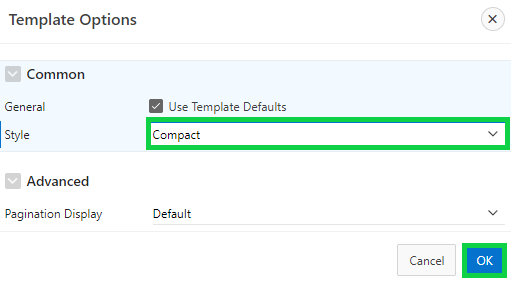 Template Options
Common
General Use Template Defaults
Style Compact
Advanced
Pagination Display Default
Cancel OK